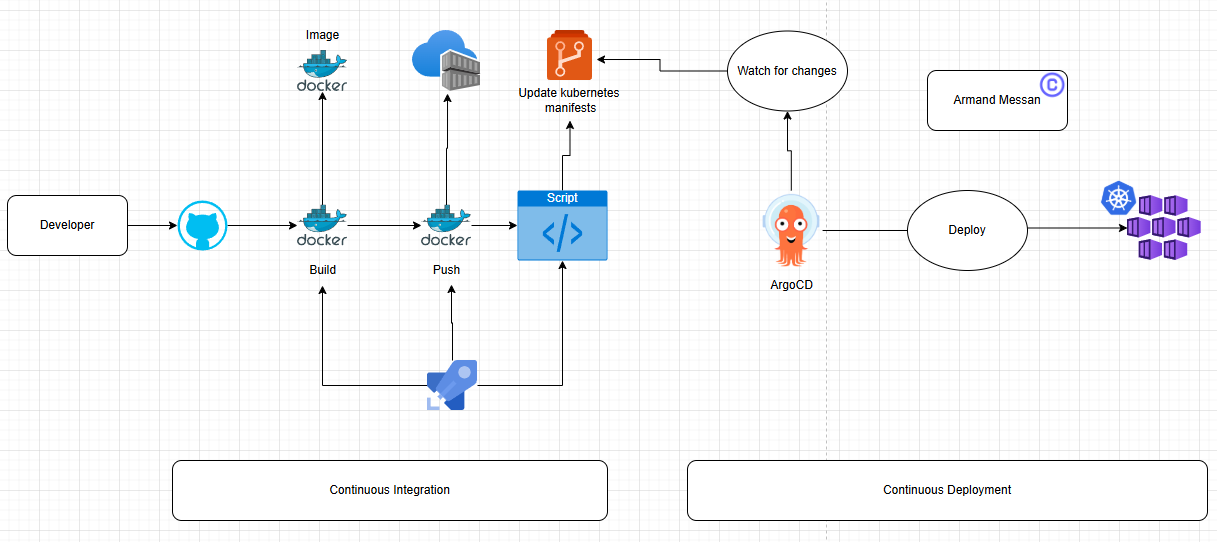 Image
docker
Update kubernetes
manifests
Watch for changes
Armand Messan
C
Developer
docker
Build
docker
Push
Script
</>
ArgoCD
Deploy
Continuous Integration
Continuous Deployment